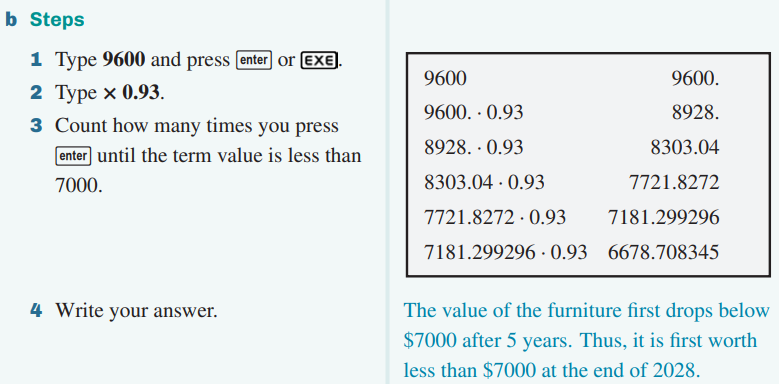 b Steps
1 Type 9600 and press enter or EXE.
2 Type × 0.93.
3 Count how many times you press
enter until the term value is less than
7000.
9600 9600.
9600. · 0.93 8928.
8928. · 0.93 8303.04
8303.04 · 0.93 7721.8272
7721.8272 · 0.93 7181.299296
7181.299296 · 0.93 6678.708345
4 Write your answer.
The value of the furniture first drops below
$7000 after 5 years. Thus, it is first worth
less than $7000 at the end of 2028.